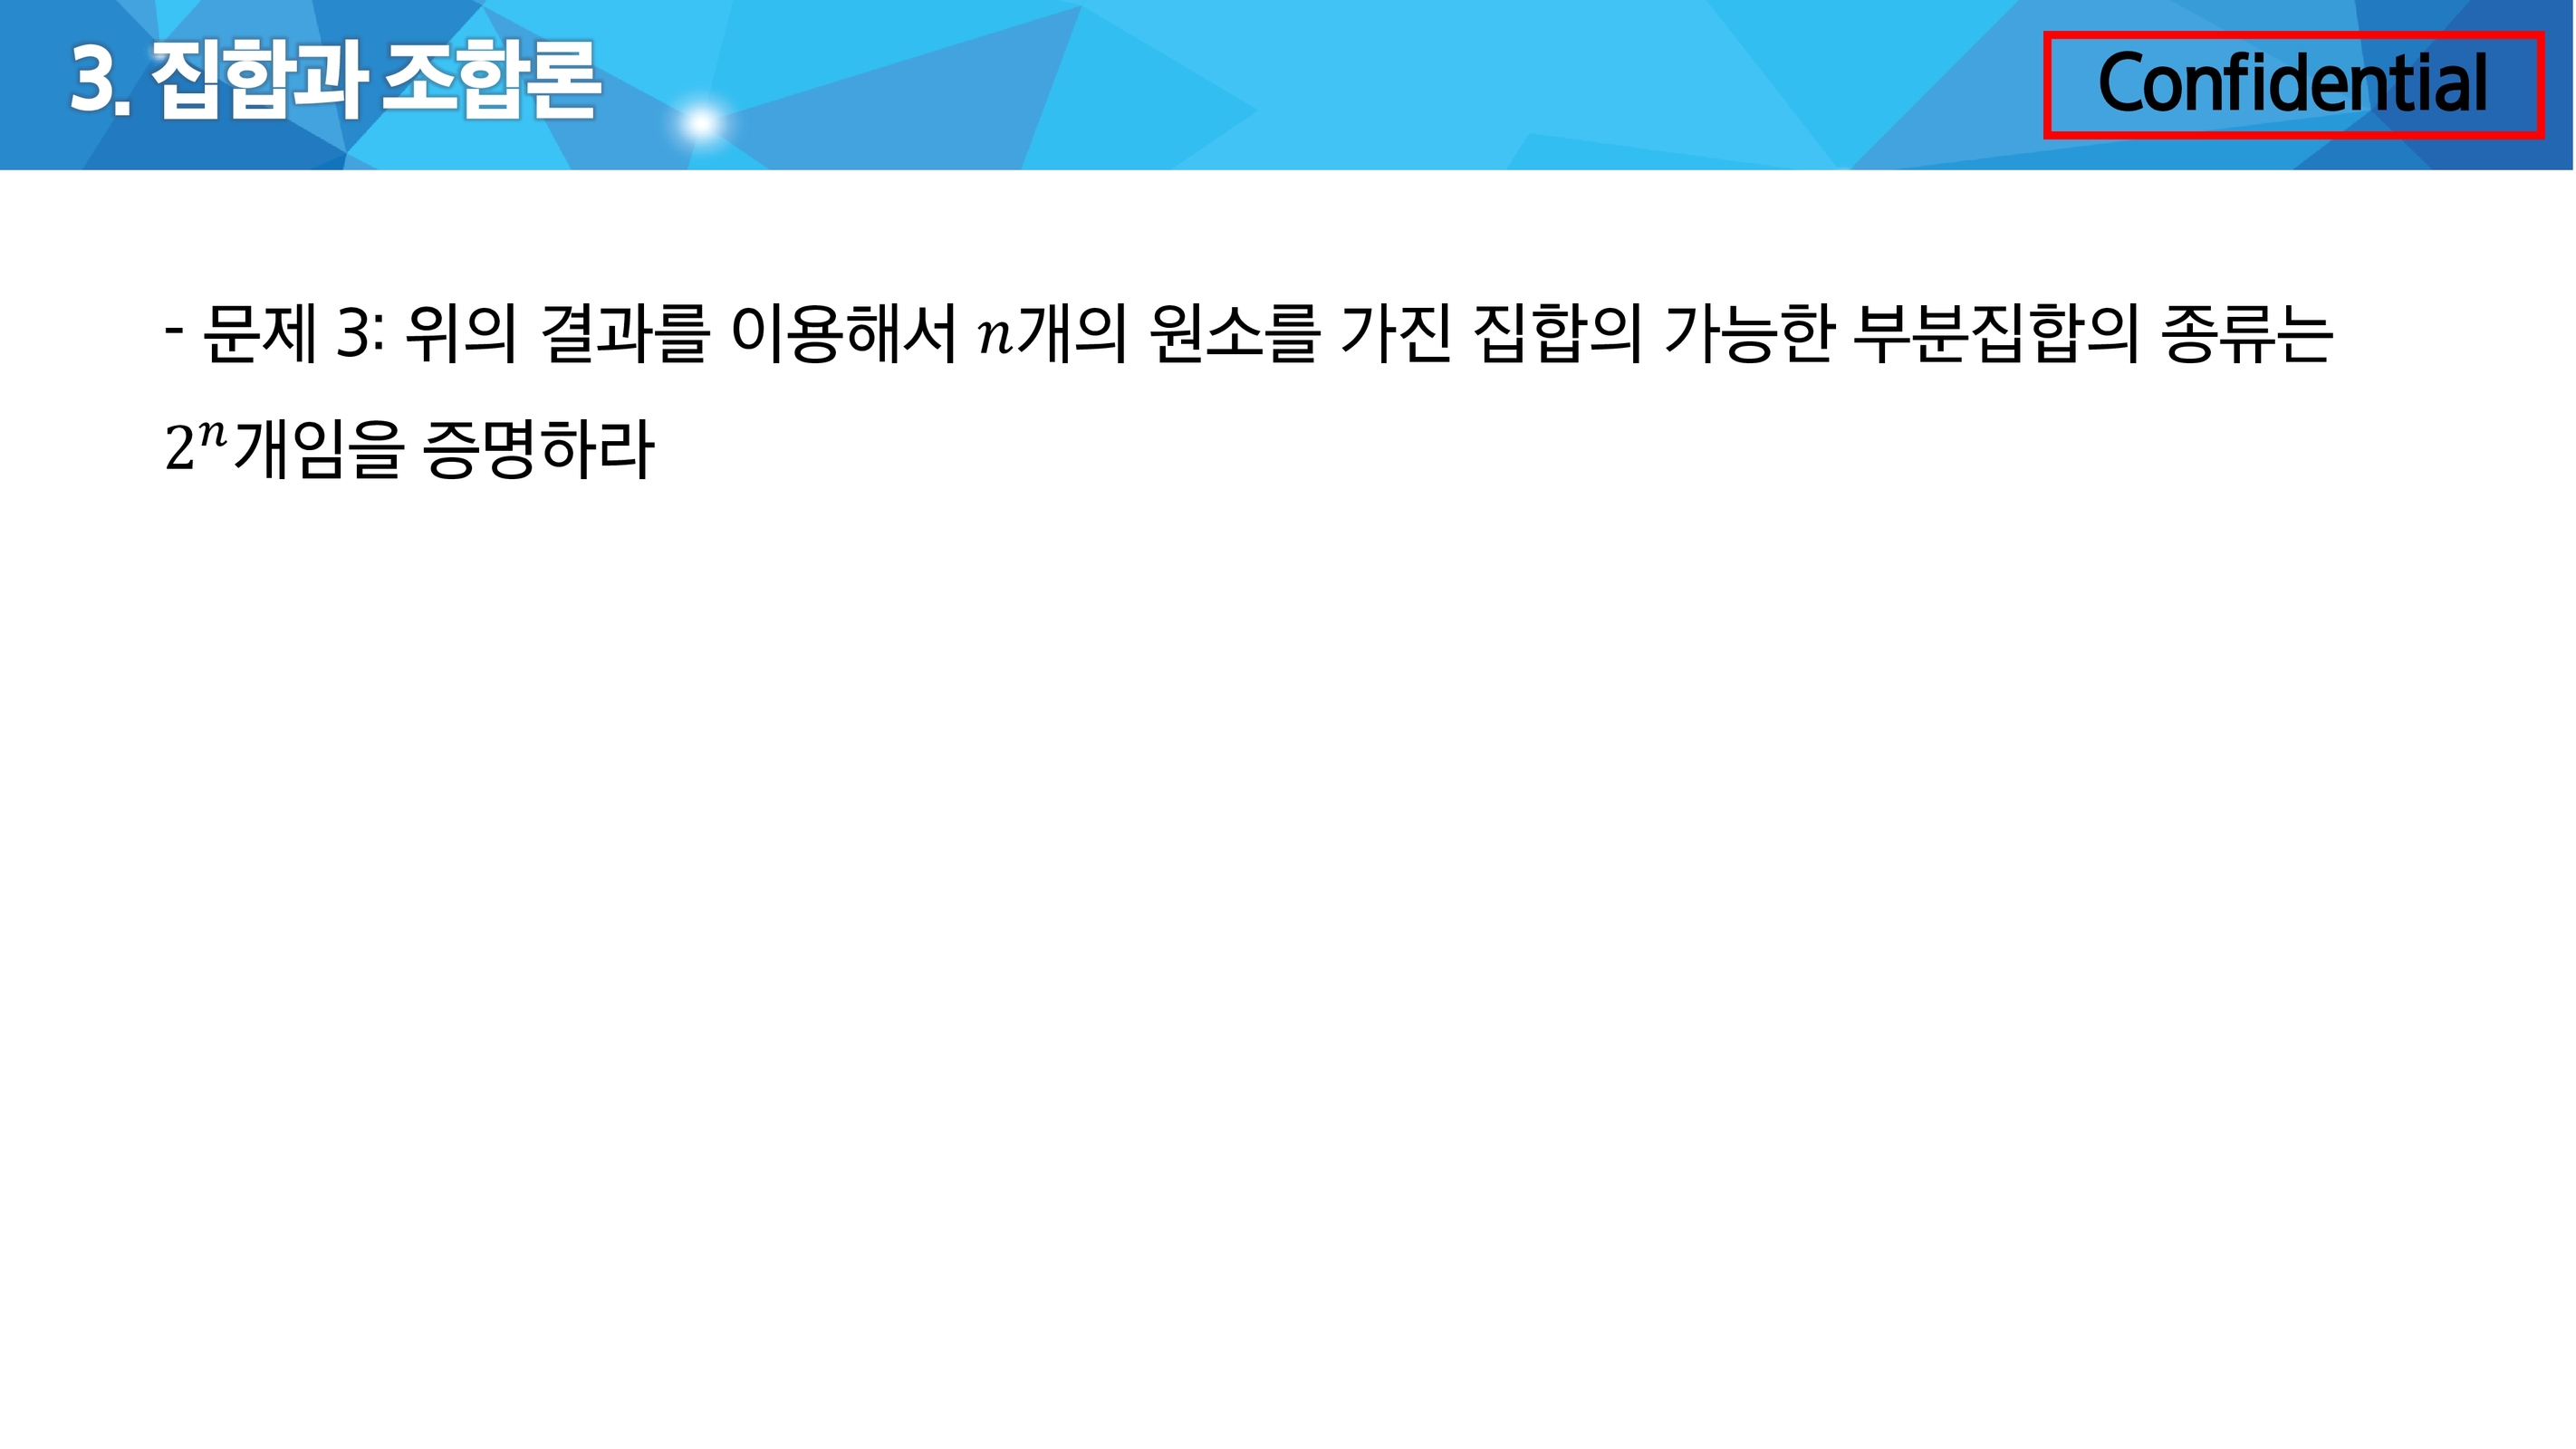 3. 집합과 조합론
Confidential
- 문제 3: 위의 결과를 이용해서 𝑛개의 원소를 가진 집합의 가능한 부분집합의 종류는
2ⁿ개임을 증명하라